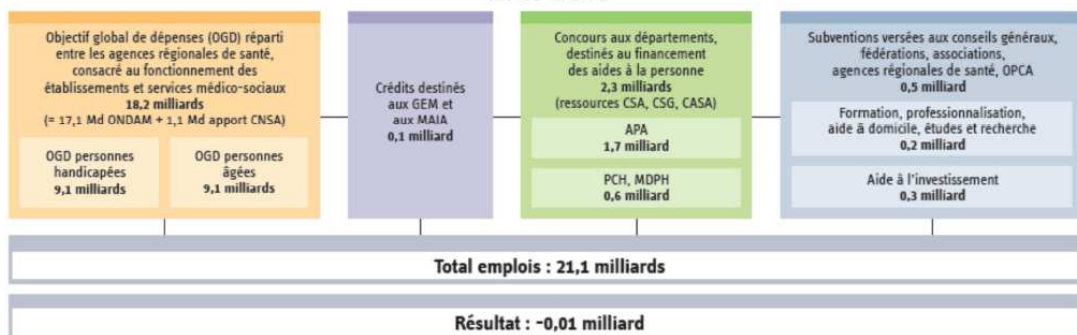 Objectif global de dépenses (OGD) réparti
entre les agences régionales de santé,
consacré au fonctionnement des
établissements et services médico-sociaux
18,2 milliards
(= 17,1 Md ONDAM + 1,1 Md apport CNSA)
OGD personnes
handicapées
9,1 milliards
OGD personnes
âgées
9,1 milliards
Crédits destinés
aux GEM et
aux MAIA
0,1 milliard
Concours aux départements,
destinés au financement
des aides à la personne
2,3 milliards
(ressources CSA, CSG, CASA)
APA
1,7 milliard
PCH, MDPH
0,6 milliard
Subventions versées aux conseils généraux,
fédérations, associations,
agences régionales de santé, OPCA
0,5 milliard
Formation, professionnalisation,
aide à domicile, études et recherche
0,2 milliard
Aide à l'investissement
0,3 milliard
Total emplois : 21,1 milliards
Résultat : -0,01 milliard